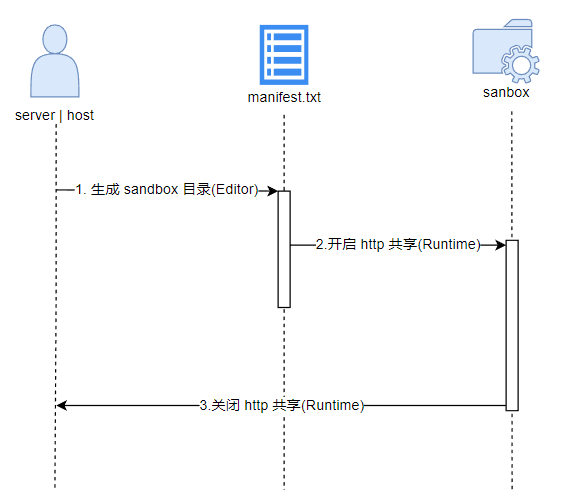 server | host
manifest.txt
sanbox
1. 生成 sandbox 目录(Editor)
2.开启 http 共享(Runtime)
3.关闭 http 共享(Runtime)